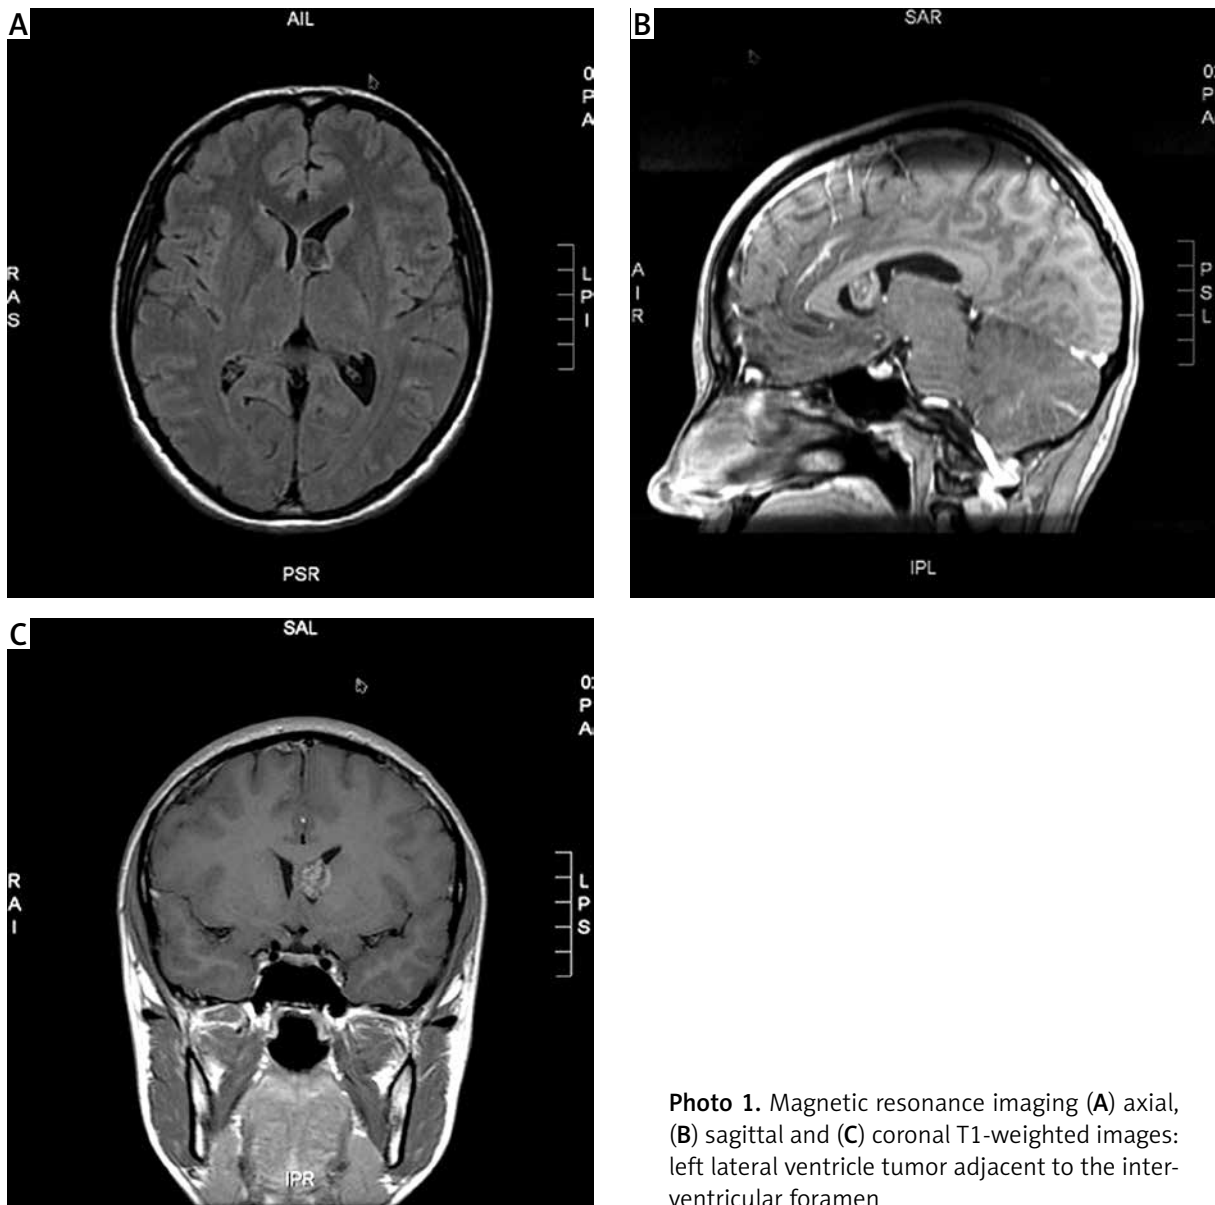 A
AIL
0
P
A
R
A
S
L
P
I
PSR
B
SAR
0:
P
A
A
I
R
P
S
L
IPL
C
SAL
0:
P
A
R
A
I
L
P
S
IPR
Photo 1. Magnetic resonance imaging (A) axial,
(B) sagittal and (C) coronal T1-weighted images:
left lateral ventricle tumor adjacent to the inter-
ventricular foramen